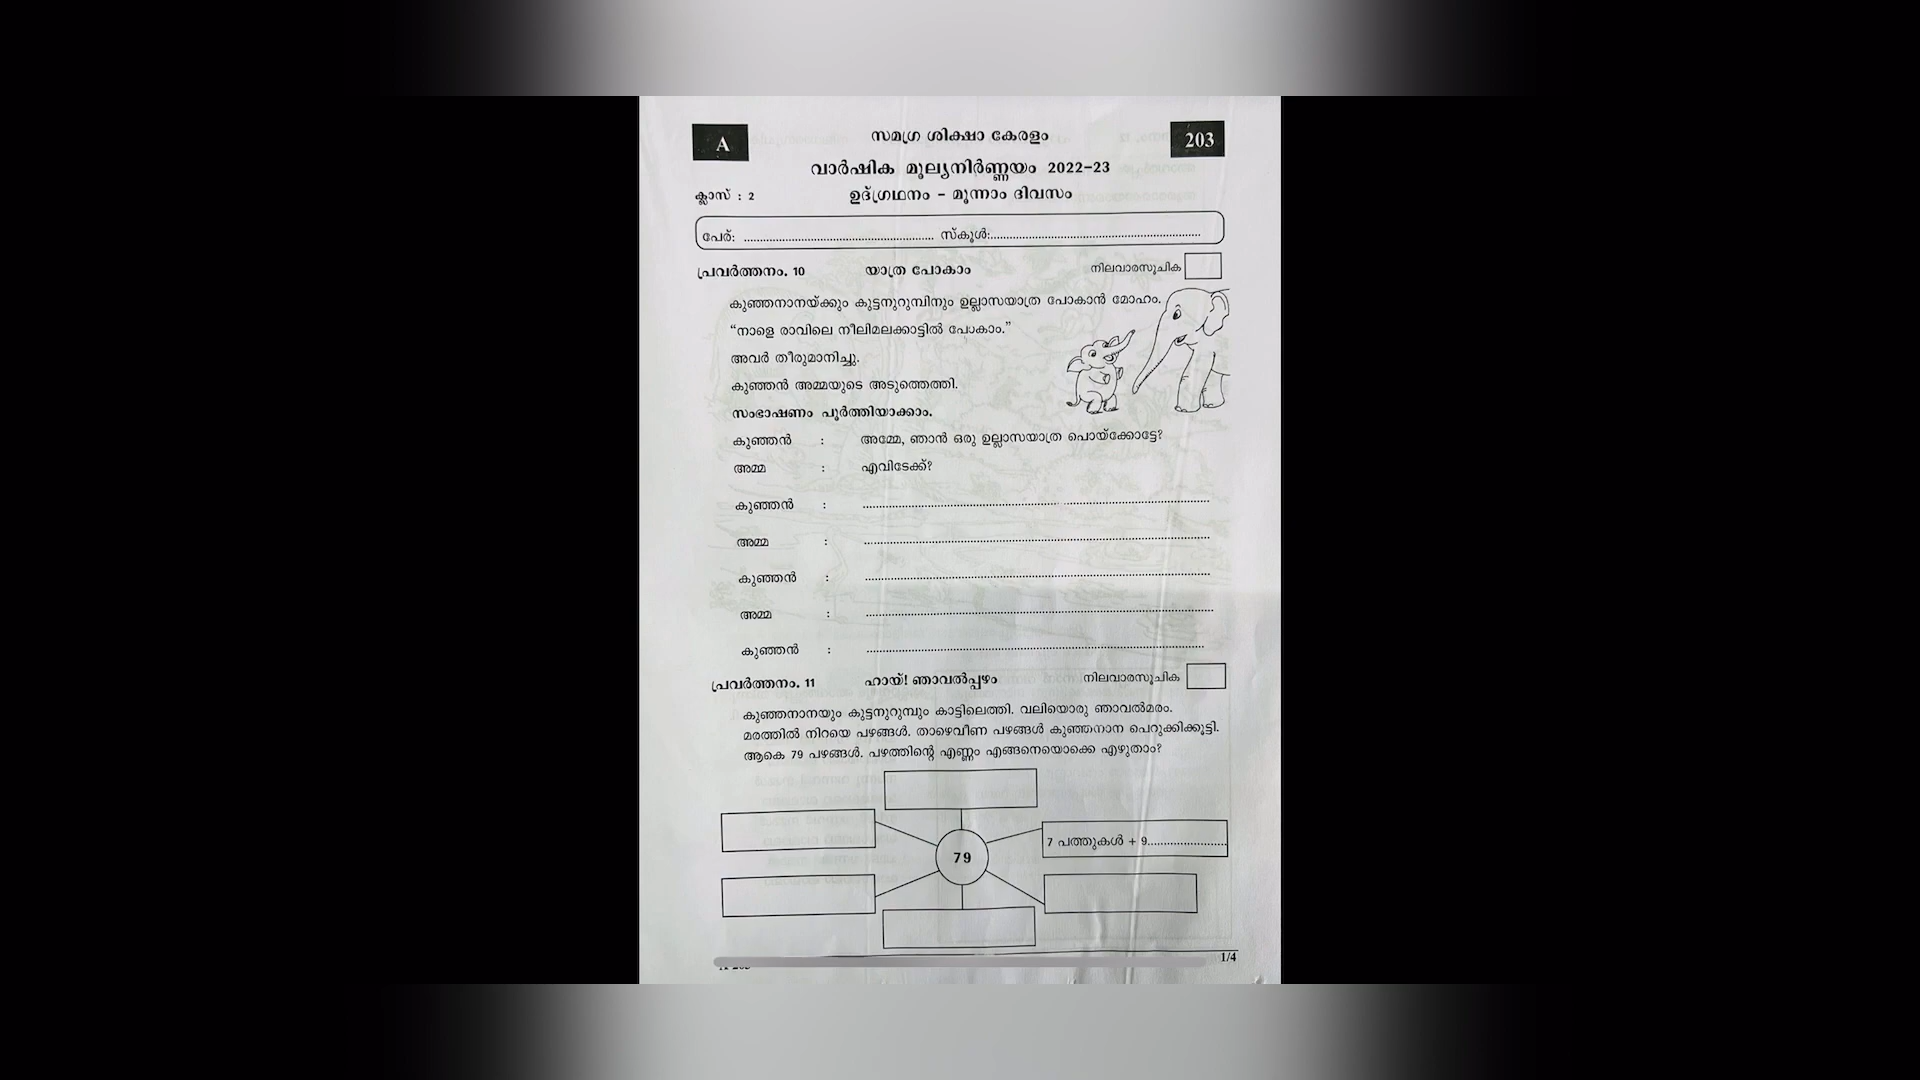 A
സമഗ്ര ശിക്ഷാ കേരളം
203
വാർഷിക മൂല്യനിർണ്ണയം 2022-23
ക്ലാസ് : 2
ഉദ്ഗ്രഥനം - മൂന്നാം ദിവസം
പേര്: ............................................................... സ്കൂൾ:......................................................................
പ്രവർത്തനം. 10 യാത്ര പോകാം നിലവാരസൂചിക
കുഞ്ഞനാനയ്ക്കും കുട്ടനുറുമ്പിനും ഉല്ലാസയാത്ര പോകാൻ മോഹം.
“നാളെ രാവിലെ നീലിമലക്കാട്ടിൽ പോകാം.”
അവർ തീരുമാനിച്ചു.
കുഞ്ഞൻ അമ്മയുടെ അടുത്തെത്തി.
സംഭാഷണം പൂർത്തിയാക്കാം.
കുഞ്ഞൻ : അമ്മേ, ഞാൻ ഒരു ഉല്ലാസയാത്ര പൊയ്ക്കോട്ടേ?
അമ്മ : എവിടേക്ക്?
കുഞ്ഞൻ : ....................................................................................
അമ്മ : ....................................................................................
കുഞ്ഞൻ : ....................................................................................
അമ്മ : ....................................................................................
കുഞ്ഞൻ : ....................................................................................
പ്രവർത്തനം. 11 ഹായ്! ഞാവൽപ്പഴം നിലവാരസൂചിക
കുഞ്ഞനാനയും കുട്ടനുറുമ്പും കാട്ടിലെത്തി. വലിയൊരു ഞാവൽമരം.
മരത്തിൽ നിറയെ പഴങ്ങൾ. താഴെവീണ പഴങ്ങൾ കുഞ്ഞനാന പെറുക്കിക്കൂട്ടി.
ആകെ 79 പഴങ്ങൾ. പഴത്തിന്റെ എണ്ണം എങ്ങനെയൊക്കെ എഴുതാം?
7 പത്തുകൾ + 9........................
79
1/4